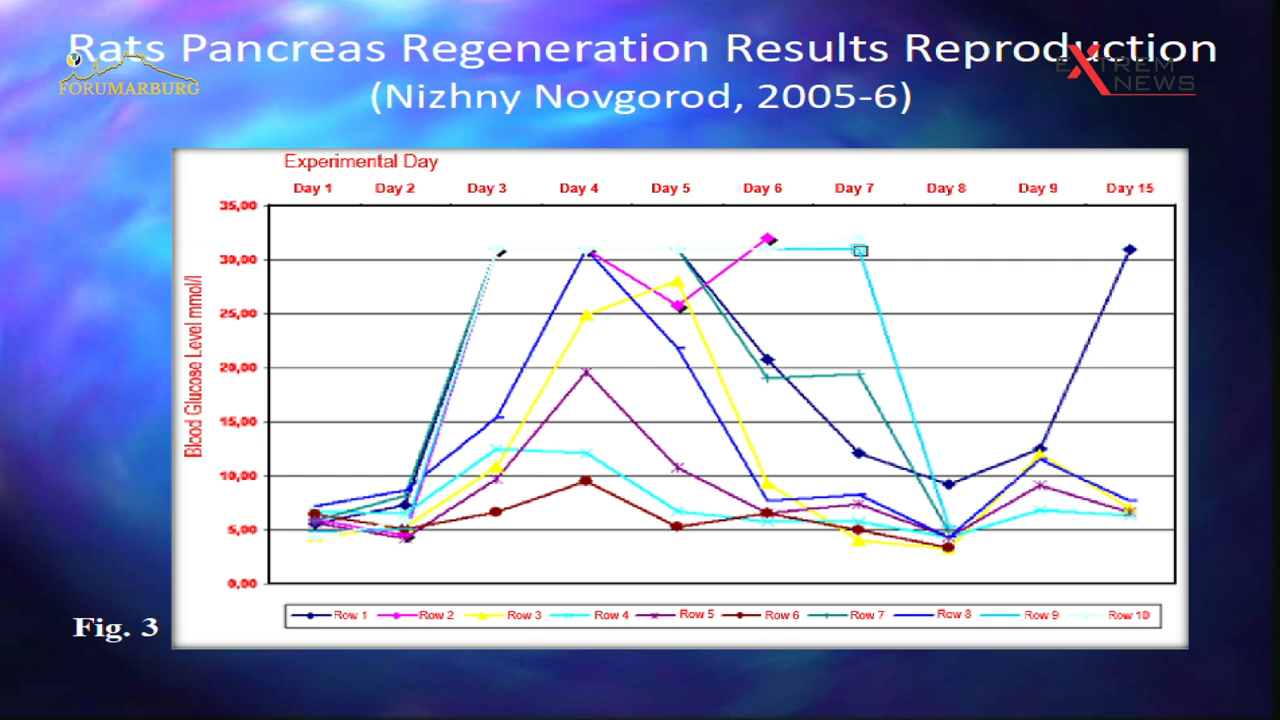 Rats Pancreas Regeneration Results Reproduction
(Nizhny Novgorod, 2005-6)
FORUMARBURG
EXTREM
NEWS
Experimental Day
Day 1 Day 2 Day 3 Day 4 Day 5 Day 6 Day 7 Day 8 Day 9 Day 15
Blood Glucose Level mmol/l
35,00
30,00
25,00
20,00
15,00
10,00
5,00
0,00
Row 1 Row 2 Row 3 Row 4 Row 5 Row 6 Row 7 Row 8 Row 9 Row 10
Fig. 3